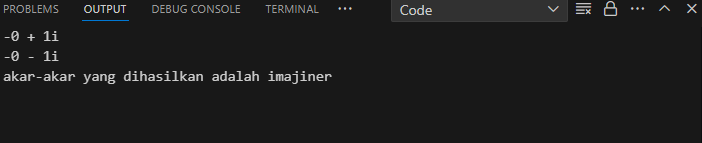 PROBLEMS OUTPUT DEBUG CONSOLE TERMINAL ··· Code ···
-0 + 1i
-0 - 1i
akar-akar yang dihasilkan adalah imajiner